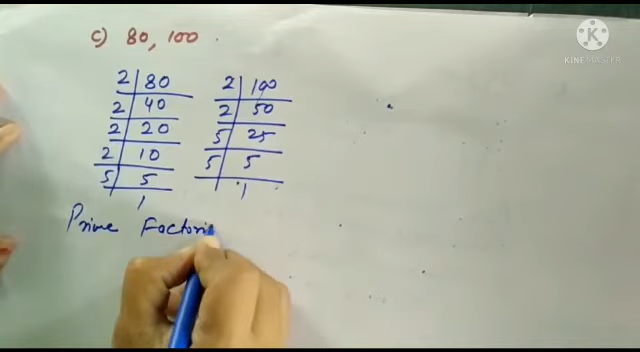 c) 80, 100.
2 | 80
2 | 40
2 | 20
2 | 10
5 | 5
1
2 | 100
2 | 50
5 | 25
5 | 5
1
Prime Factori
K
KINEMASTER